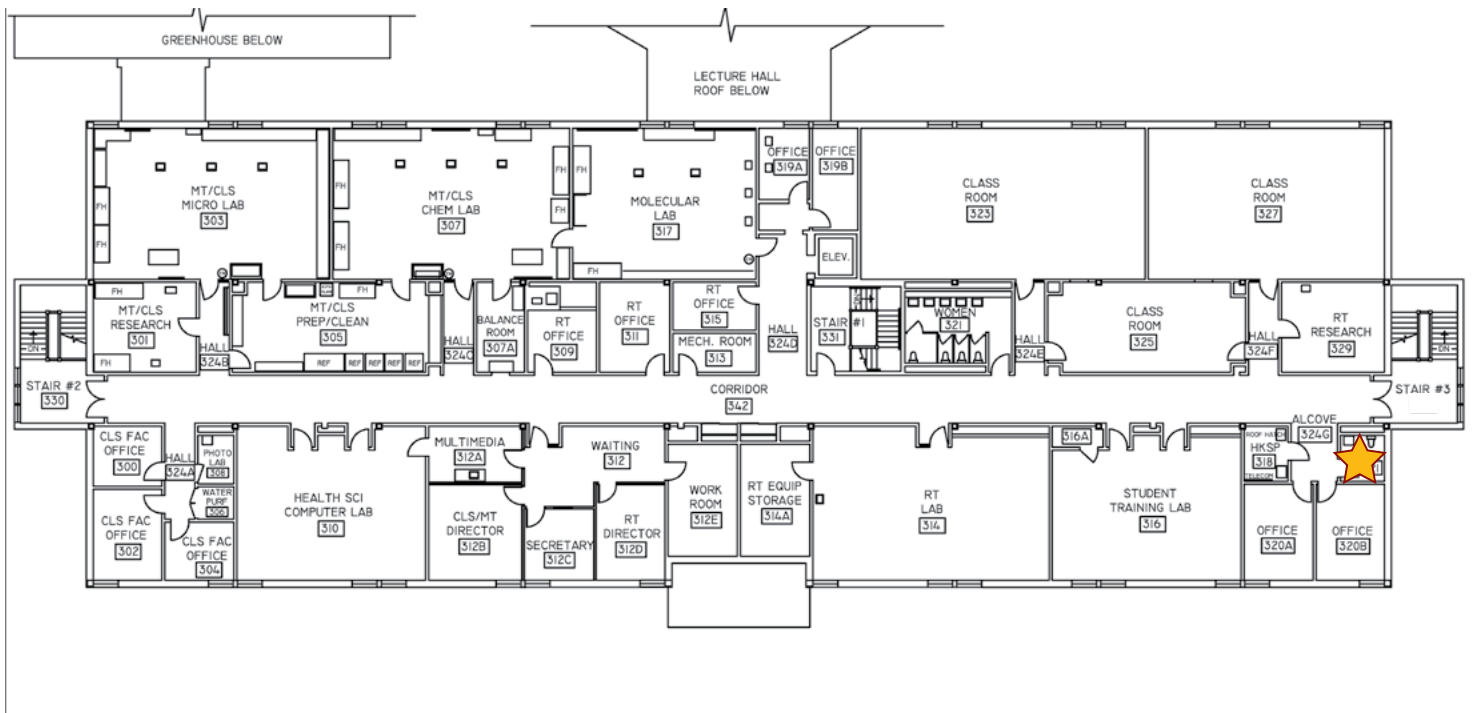 GREENHOUSE BELOW
LECTURE HALL
ROOF BELOW
MT/CLS
MICRO LAB
303
FH
FH
MT/CLS
CHEM LAB
307
FH
FH
FH
FH
MOLECULAR
LAB
317
FH
FH
OFFICE
319A
OFFICE
319B
ELEV.
CLASS
ROOM
323
CLASS
ROOM
327
FH
MT/CLS
RESEARCH
301
FH
HALL
324B
FH
MT/CLS
PREP/CLEAN
305
REF
REF
REF
REF
REF
HALL
324C
BALANCE
ROOM
307A
RT
OFFICE
309
RT
OFFICE
311
RT
OFFICE
315
MECH. ROOM
313
HALL
324D
STAIR #1
331
DN
WOMEN
321
HALL
324E
CLASS
ROOM
325
HALL
324F
RT
RESEARCH
329
DN
DN
STAIR #2
330
CORRIDOR
342
STAIR #3
CLS FAC
OFFICE
300
HALL
324A
PHOTO
LAB
308
WATER
PURF
306
CLS FAC
OFFICE
302
CLS FAC
OFFICE
304
HEALTH SCI
COMPUTER LAB
310
MULTIMEDIA
312A
CLS/MT
DIRECTOR
312B
WAITING
312
SECRETARY
312C
RT
DIRECTOR
312D
WORK
ROOM
312E
RT EQUIP
STORAGE
314A
RT
LAB
314
316A
STUDENT
TRAINING LAB
316
ALCOVE
324G
ROOF HATCH
HKSP
318
TELECOM
OFFICE
320A
OFFICE
320B